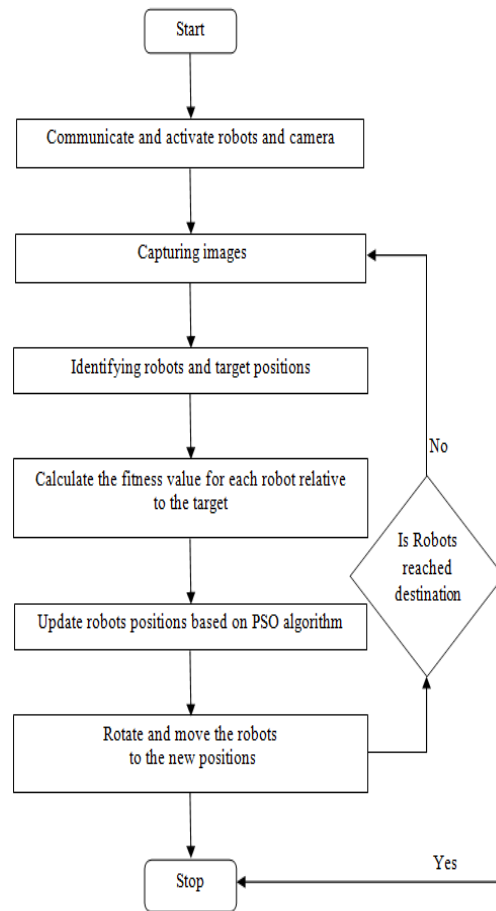 Start
Communicate and activate robots and camera
Capturing images
Identifying robots and target positions
Calculate the fitness value for each robot relative
to the target
Update robots positions based on PSO algorithm
Rotate and move the robots
to the new positions
No
Is Robots
reached
destination
Yes
Stop